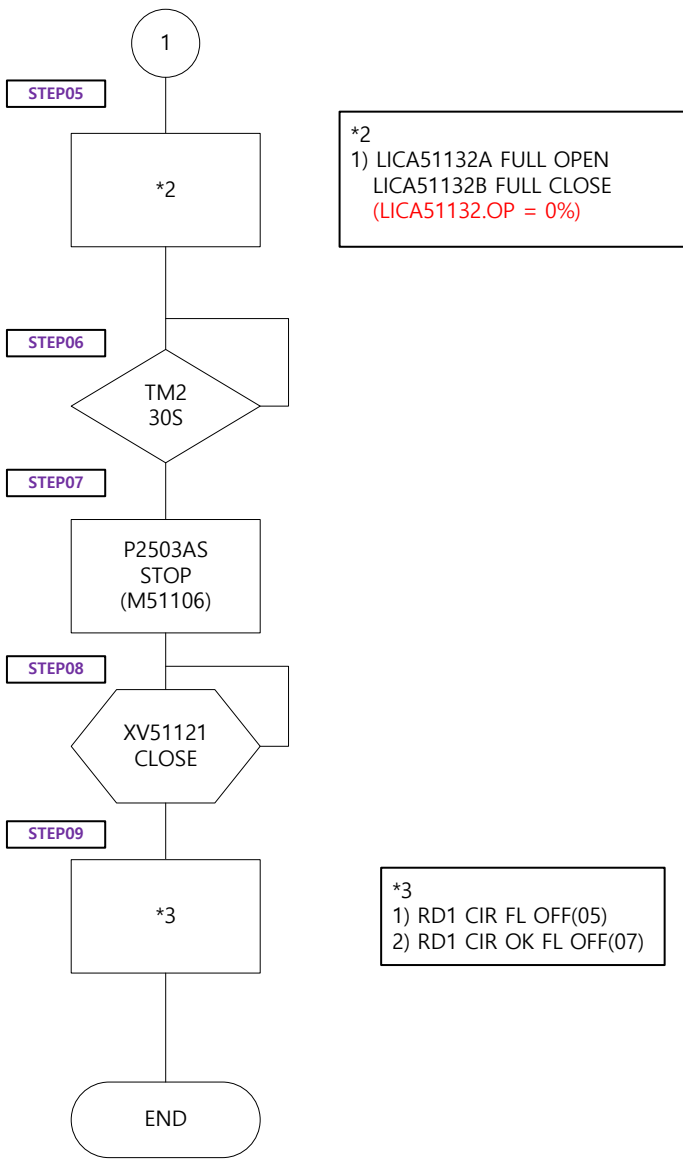 1
STEP05
*2
*2
1) LICA51132A FULL OPEN
LICA51132B FULL CLOSE
(LICA51132.OP = 0%)
STEP06
TM2
30S
STEP07
P2503AS
STOP
(M51106)
STEP08
XV51121
CLOSE
STEP09
*3
*3
1) RD1 CIR FL OFF(05)
2) RD1 CIR OK FL OFF(07)
END